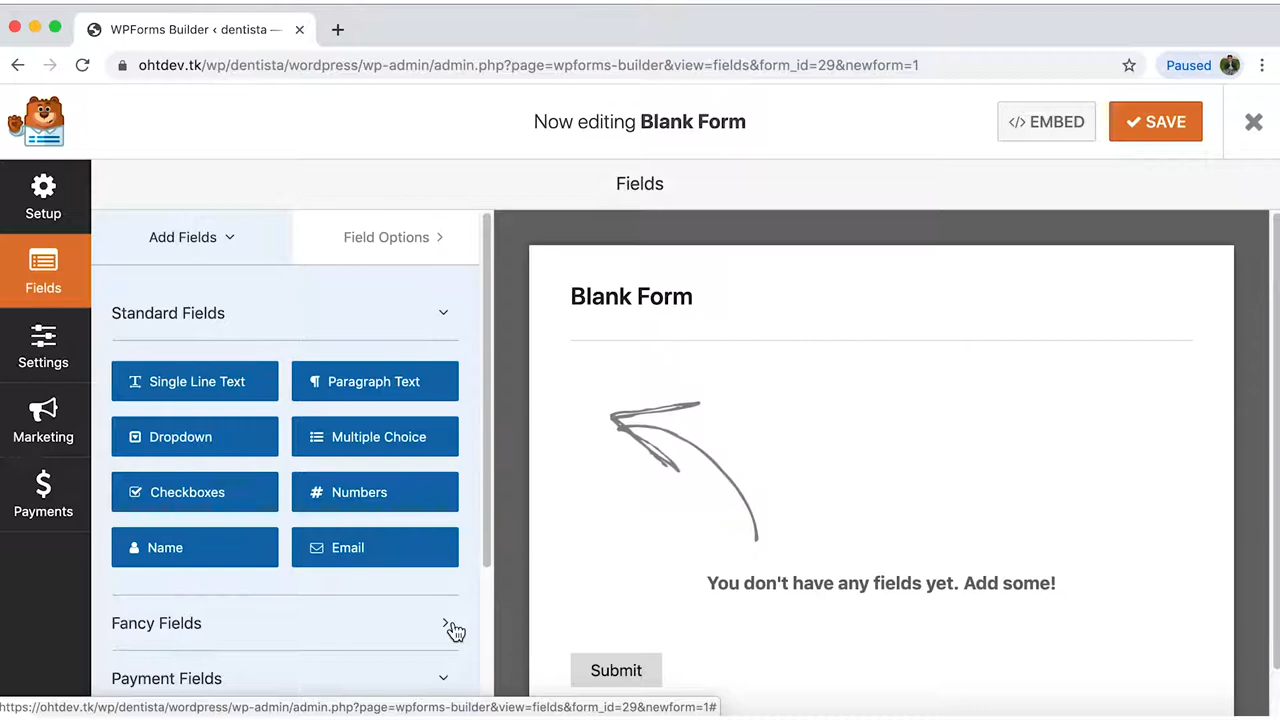 WPForms Builder ‹ dentista —
ohtdev.tk/wp/dentista/wordpress/wp-admin/admin.php?page=wpforms-builder&view=fields&form_id=29&newform=1
Paused
Now editing Blank Form
</> EMBED
SAVE
Fields
Setup
Fields
Settings
Marketing
Payments
Add Fields
Field Options
Standard Fields
Single Line Text
Paragraph Text
Dropdown
Multiple Choice
Checkboxes
Numbers
Name
Email
Fancy Fields
Payment Fields
Blank Form
You don't have any fields yet. Add some!
Submit
https://ohtdev.tk/wp/dentista/wordpress/wp-admin/admin.php?page=wpforms-builder&view=fields&form_id=29&newform=1#